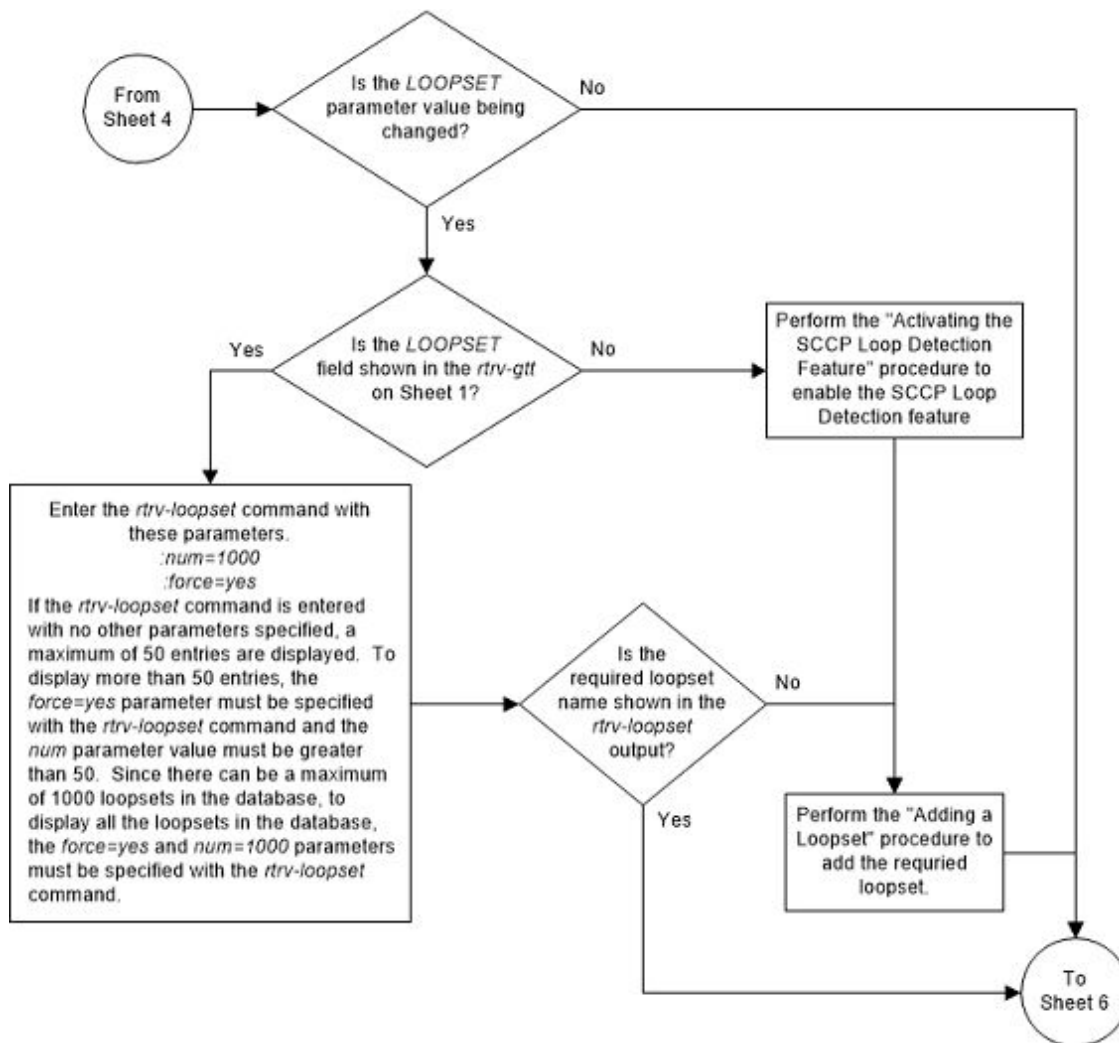 From
Sheet 4
Is the LOOPSET
parameter value being
changed?
No
Yes
Is the LOOPSET
field shown in the rtrv-gtt
on Sheet 1?
Yes
No
Perform the "Activating the
SCCP Loop Detection
Feature" procedure to
enable the SCCP Loop
Detection feature
Enter the rtrv-loopset command with
these parameters.
:num=1000
:force=yes
If the rtrv-loopset command is entered
with no other parameters specified, a
maximum of 50 entries are displayed. To
display more than 50 entries, the
force=yes parameter must be specified
with the rtrv-loopset command and the
num parameter value must be greater
than 50. Since there can be a maximum
of 1000 loopsets in the database, to
display all the loopsets in the database,
the force=yes and num=1000 parameters
must be specified with the rtrv-loopset
command.
Is the
required loopset
name shown in the
rtrv-loopset
output?
No
Yes
Perform the "Adding a
Loopset" procedure to
add the requried
loopset.
To
Sheet 6